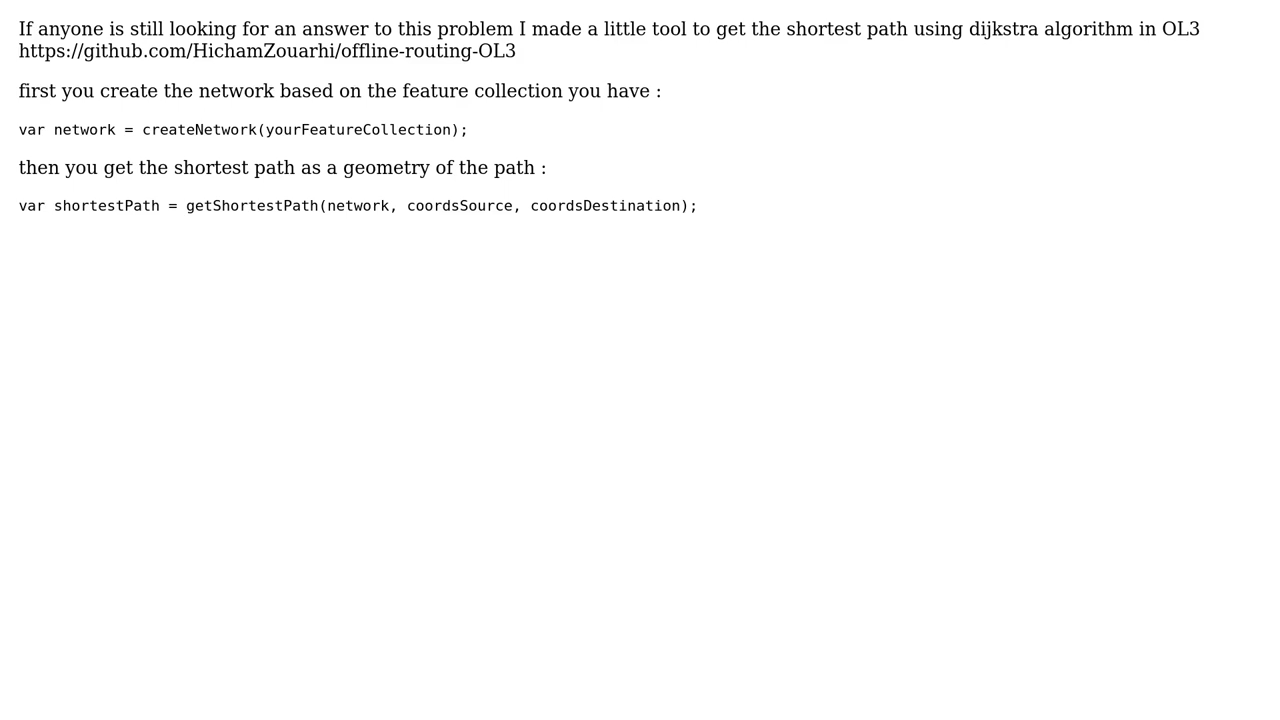 If anyone is still looking for an answer to this problem I made a little tool to get the shortest path using dijkstra algorithm in OL3
https://github.com/HichamZouarhi/offline-routing-OL3
first you create the network based on the feature collection you have :
var network = createNetwork(yourFeatureCollection);
then you get the shortest path as a geometry of the path :
var shortestPath = getShortestPath(network, coordsSource, coordsDestination);